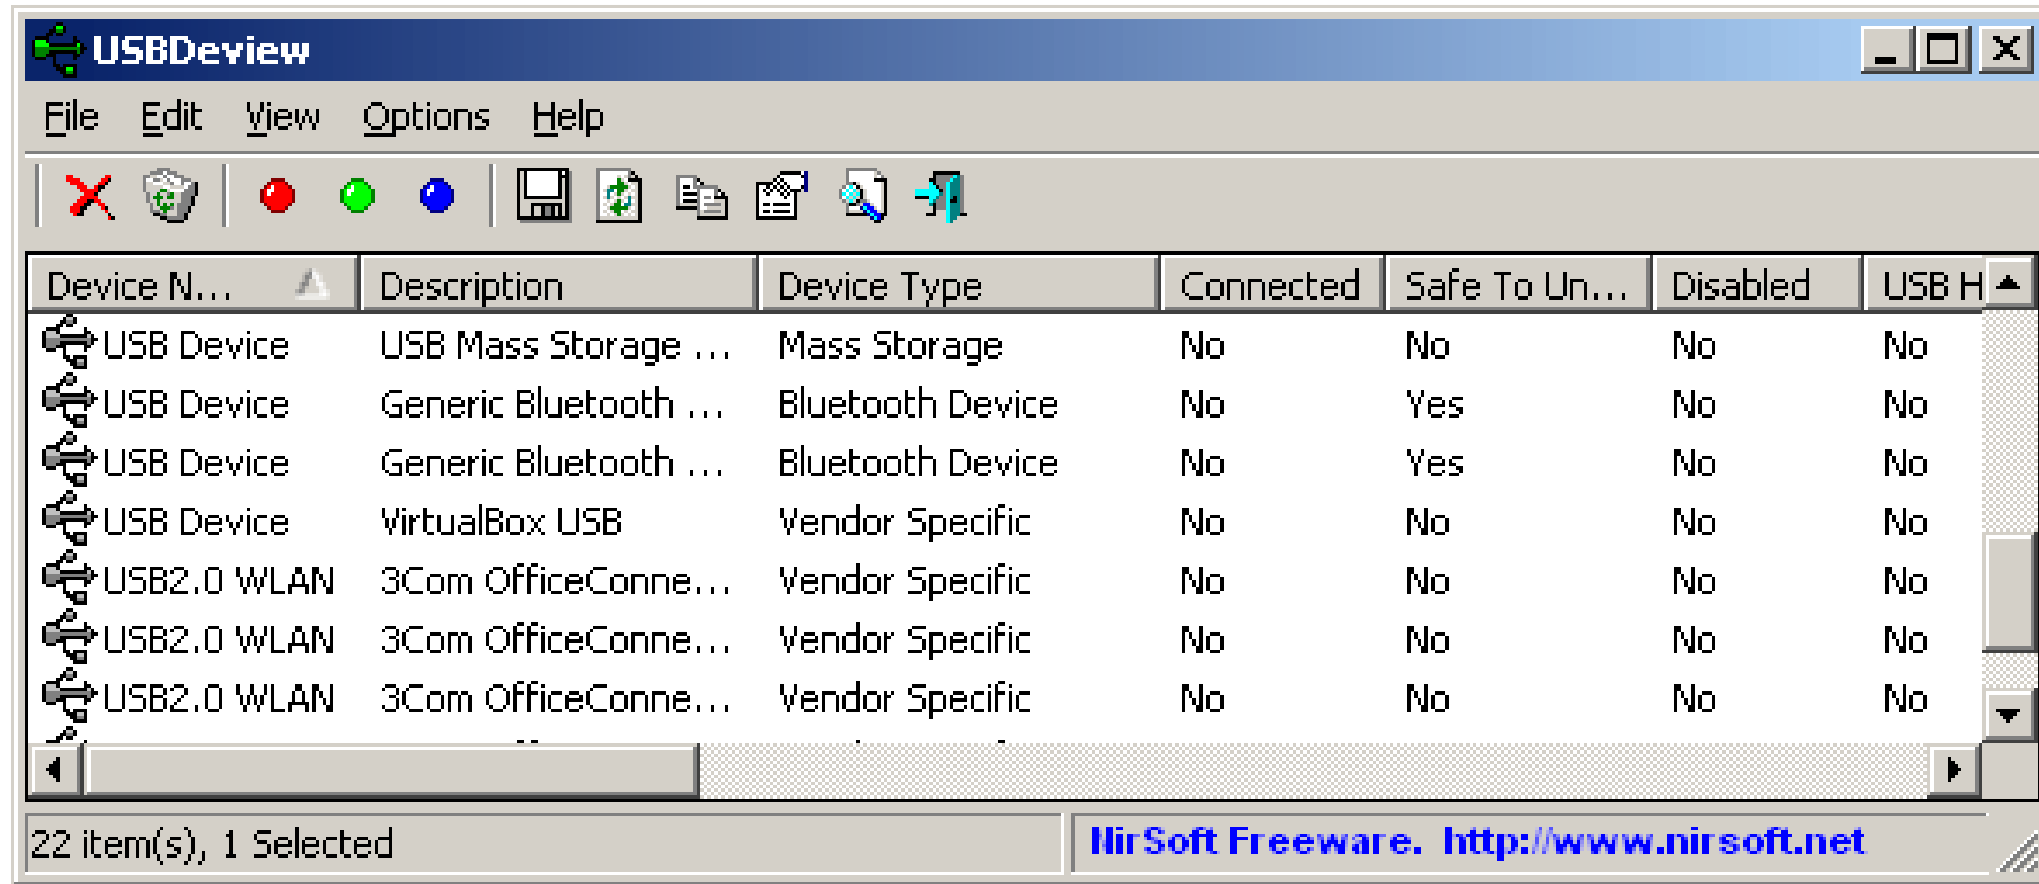 USBDeview
File Edit View Options Help
Device N... Description Device Type Connected Safe To Un... Disabled USB H
USB Device USB Mass Storage ... Mass Storage No No No No
USB Device Generic Bluetooth ... Bluetooth Device No Yes No No
USB Device Generic Bluetooth ... Bluetooth Device No Yes No No
USB Device VirtualBox USB Vendor Specific No No No No
USB2.0 WLAN 3Com OfficeConne... Vendor Specific No No No No
USB2.0 WLAN 3Com OfficeConne... Vendor Specific No No No No
USB2.0 WLAN 3Com OfficeConne... Vendor Specific No No No No
22 item(s), 1 Selected NirSoft Freeware. http://www.nirsoft.net